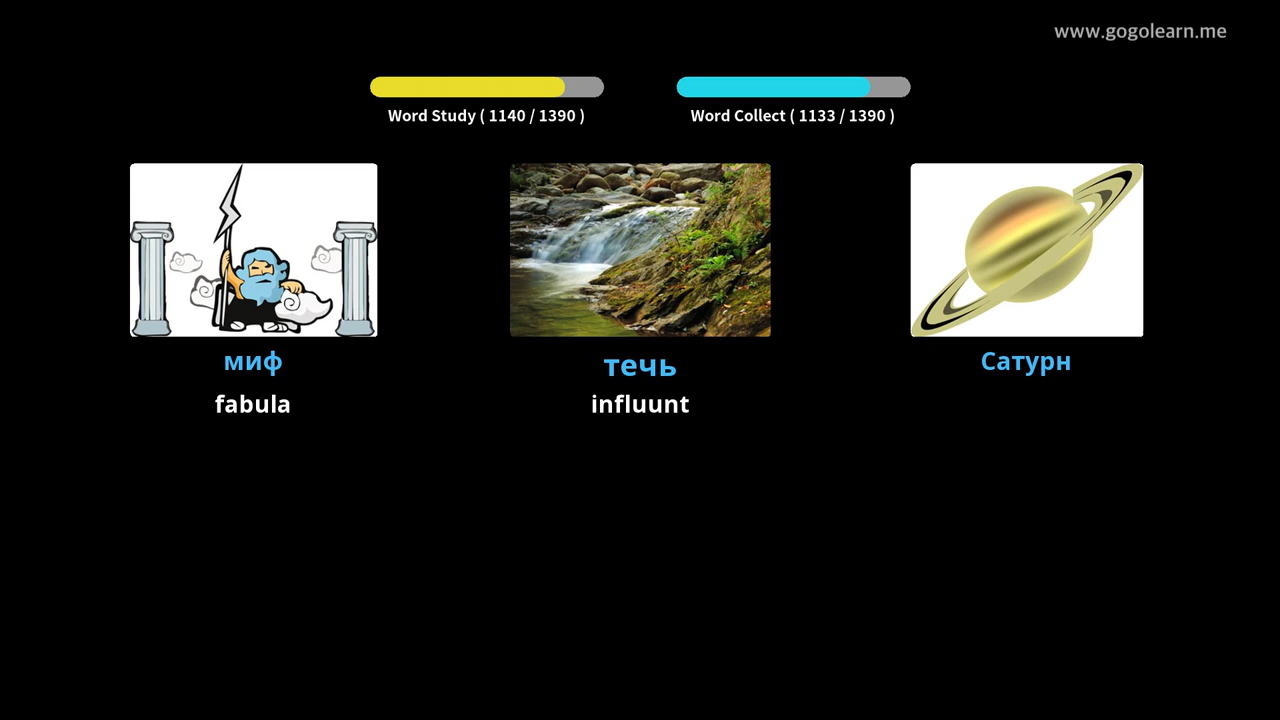 www.gogolearn.me
Word Study ( 1140 / 1390 )
Word Collect ( 1133 / 1390 )
миф
течь
Сатурн
fabula
influunt